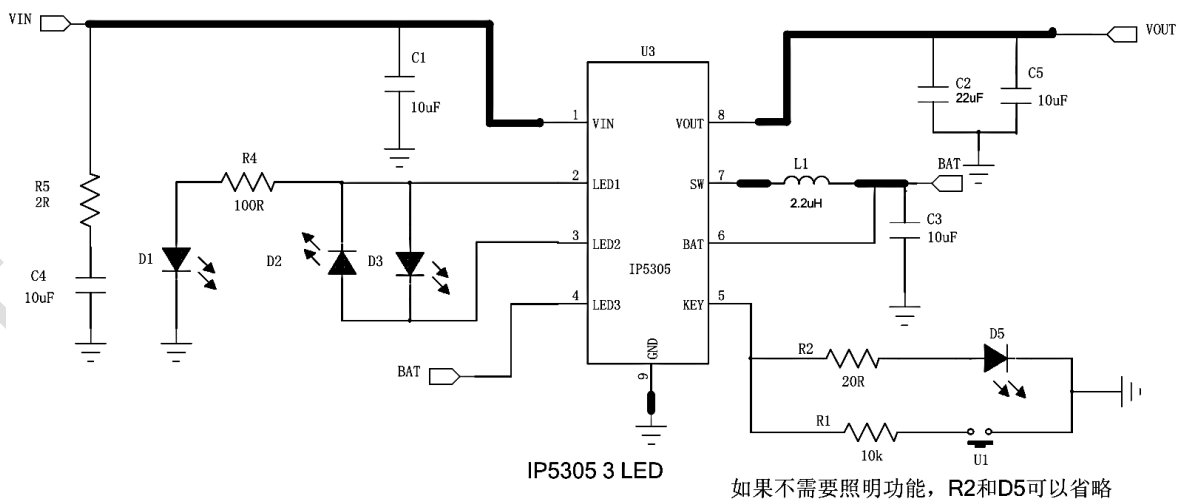 VIN
VOUT
U3
C1
10uF
C2
22uF
C5
10uF
1
VIN
VOUT
8
R4
100R
2
LED1
SW
7
L1
2.2uH
BAT
R5
2R
D1
D2
D3
3
LED2
BAT
6
C3
10uF
C4
10uF
IP5305
4
LED3
KEY
5
BAT
GND
9
R2
20R
D5
R1
10k
U1
IP5305 3 LED
如果不需要照明功能，R2和D5可以省略